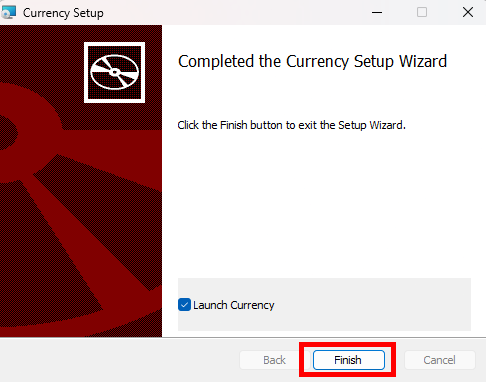 Currency Setup
Completed the Currency Setup Wizard
Click the Finish button to exit the Setup Wizard.
Launch Currency
Back Finish Cancel